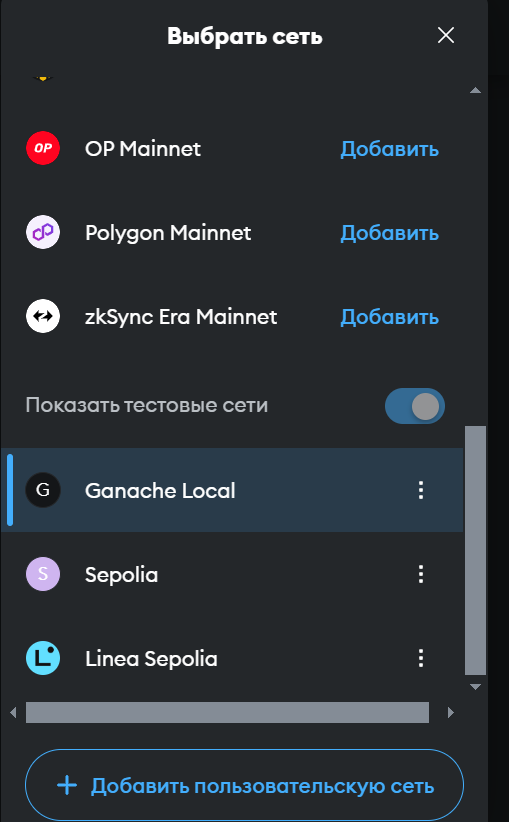 Выбрать сеть
OP OP Mainnet Добавить
Polygon Mainnet Добавить
zkSync Era Mainnet Добавить
Показать тестовые сети
G Ganache Local
S Sepolia
L Linea Sepolia
+ Добавить пользовательскую сеть